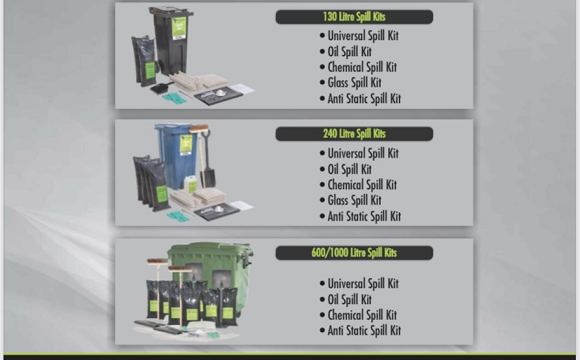 130 Litre Spill Kits
• Universal Spill Kit
• Oil Spill Kit
• Chemical Spill Kit
• Glass Spill Kit
• Anti Static Spill Kit
240 Litre Spill Kits
• Universal Spill Kit
• Oil Spill Kit
• Chemical Spill Kit
• Glass Spill Kit
• Anti Static Spill Kit
600/1000 Litre Spill Kits
• Universal Spill Kit
• Oil Spill Kit
• Chemical Spill Kit
• Anti Static Spill Kit